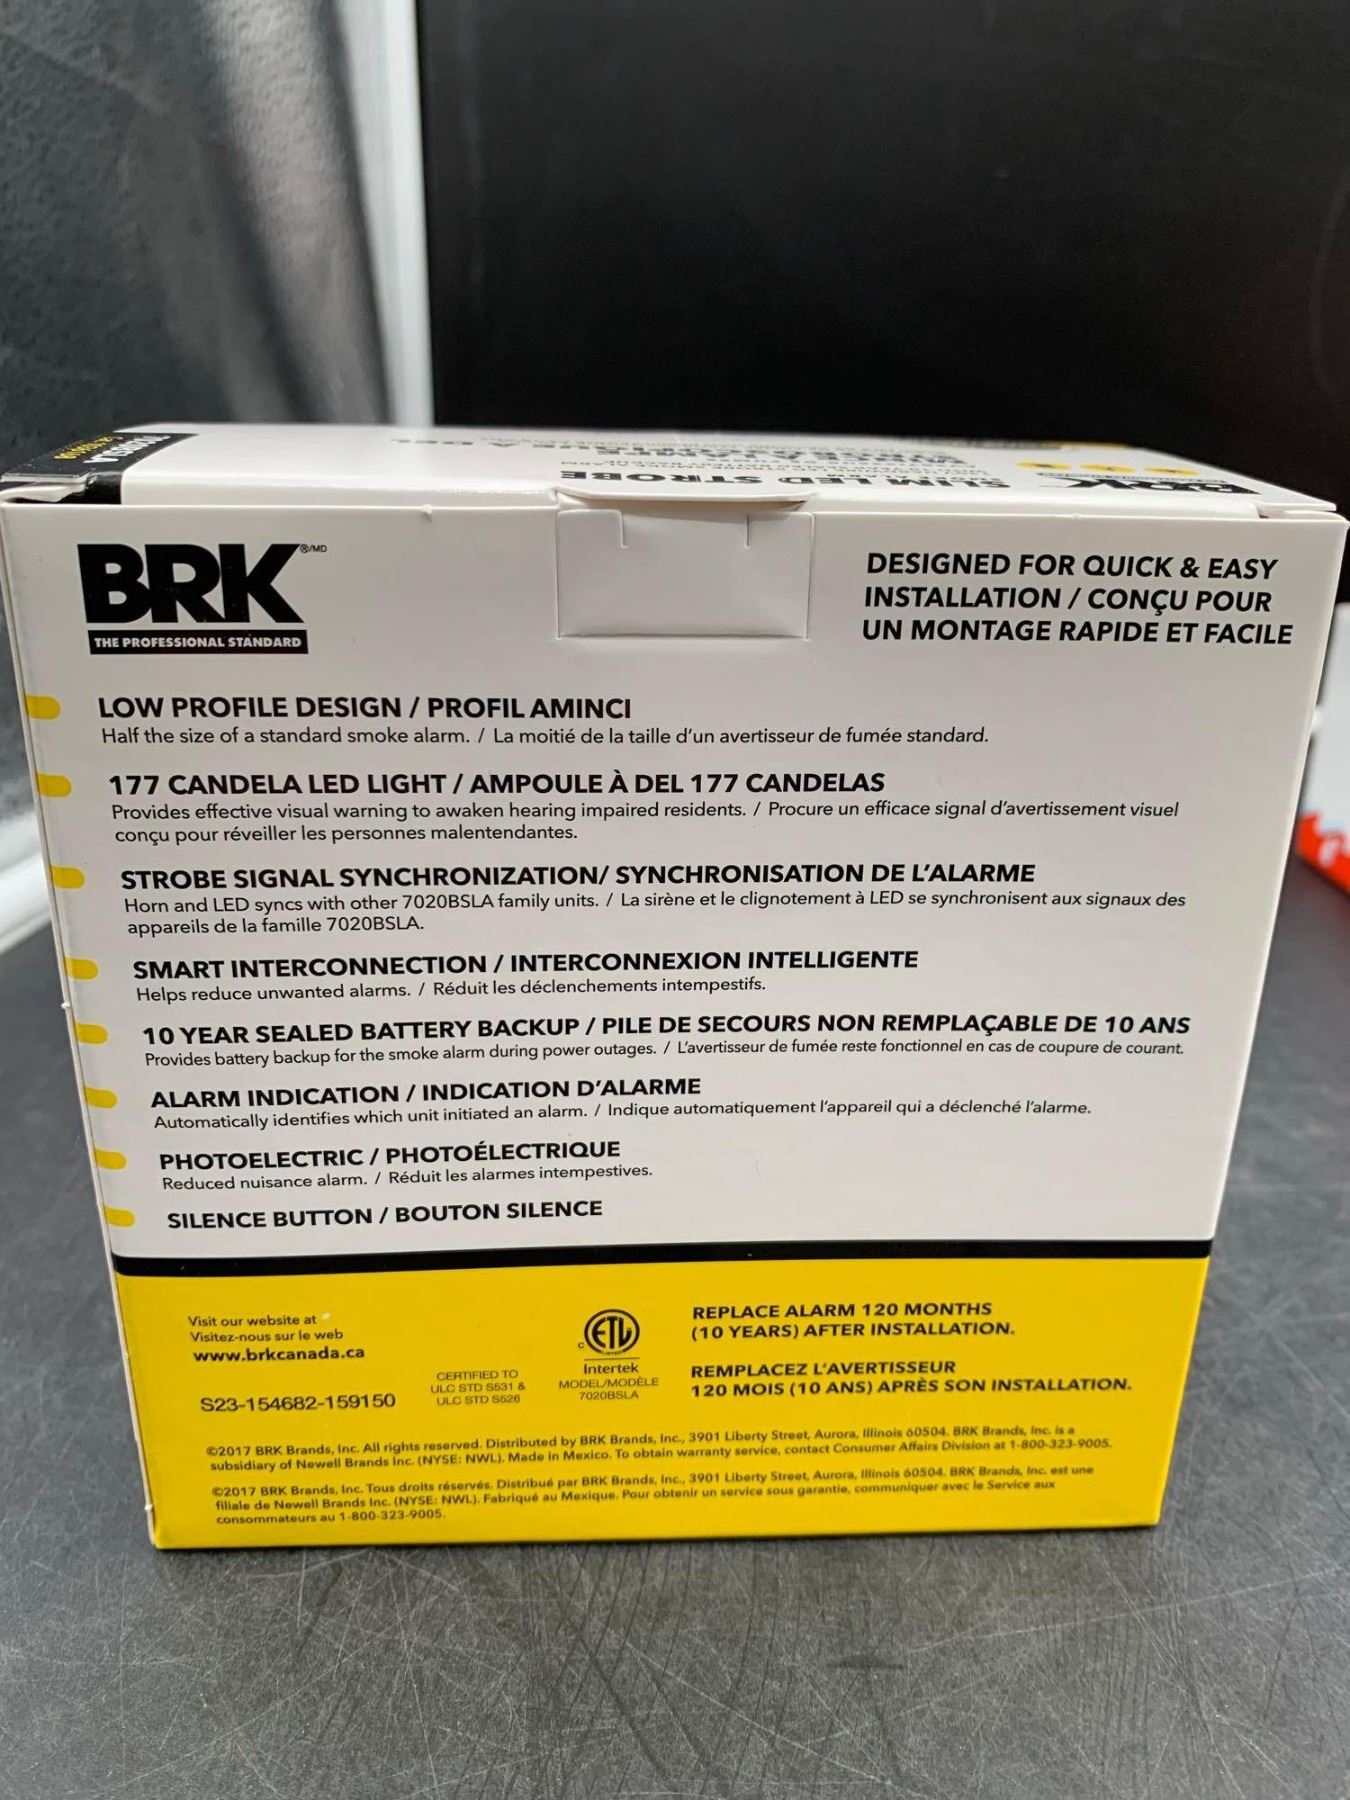 SLIM LED STROBE
BRK ®/MD
THE PROFESSIONAL STANDARD
DESIGNED FOR QUICK & EASY
INSTALLATION / CONÇU POUR
UN MONTAGE RAPIDE ET FACILE
LOW PROFILE DESIGN / PROFIL AMINCI
Half the size of a standard smoke alarm. / La moitié de la taille d'un avertisseur de fumée standard.
177 CANDELA LED LIGHT / AMPOULE À DEL 177 CANDELAS
Provides effective visual warning to awaken hearing impaired residents. / Procure un efficace signal d'avertissement visuel
conçu pour réveiller les personnes malentendantes.
STROBE SIGNAL SYNCHRONIZATION/ SYNCHRONISATION DE L'ALARME
Horn and LED syncs with other 7020BSLA family units. / La sirène et le clignotement à LED se synchronisent aux signaux des
appareils de la famille 7020BSLA.
SMART INTERCONNECTION / INTERCONNEXION INTELLIGENTE
Helps reduce unwanted alarms. / Réduit les déclenchements intempestifs.
10 YEAR SEALED BATTERY BACKUP / PILE DE SECOURS NON REMPLAÇABLE DE 10 ANS
Provides battery backup for the smoke alarm during power outages. / L'avertisseur de fumée reste fonctionnel en cas de coupure de courant.
ALARM INDICATION / INDICATION D'ALARME
Automatically identifies which unit initiated an alarm. / Indique automatiquement l'appareil qui a déclenché l'alarme.
PHOTOELECTRIC / PHOTOÉLECTRIQUE
Reduced nuisance alarm. / Réduit les alarmes intempestives.
SILENCE BUTTON / BOUTON SILENCE
Visit our website at
Visitez-nous sur le web
www.brkcanada.ca
S23-154682-159150
CERTIFIED TO
ULC STD S531 &
ULC STD S526
C ETL LISTED
Intertek
MODEL/MODÈLE
7020BSLA
REPLACE ALARM 120 MONTHS
(10 YEARS) AFTER INSTALLATION.
REMPLACEZ L'AVERTISSEUR
120 MOIS (10 ANS) APRÈS SON INSTALLATION.
©2017 BRK Brands, Inc. All rights reserved. Distributed by BRK Brands, Inc., 3901 Liberty Street, Aurora, Illinois 60504. BRK Brands, Inc. is a
subsidiary of Newell Brands Inc. (NYSE: NWL). Made in Mexico. To obtain warranty service, contact Consumer Affairs Division at 1-800-323-9005.
©2017 BRK Brands, Inc. Tous droits réservés. Distribué par BRK Brands, Inc., 3901 Liberty Street, Aurora, Illinois 60504. BRK Brands, Inc. est une
filiale de Newell Brands Inc. (NYSE: NWL). Fabriqué au Mexique. Pour obtenir un service sous garantie, communiquer avec le Service aux
consommateurs au 1-800-323-9005.